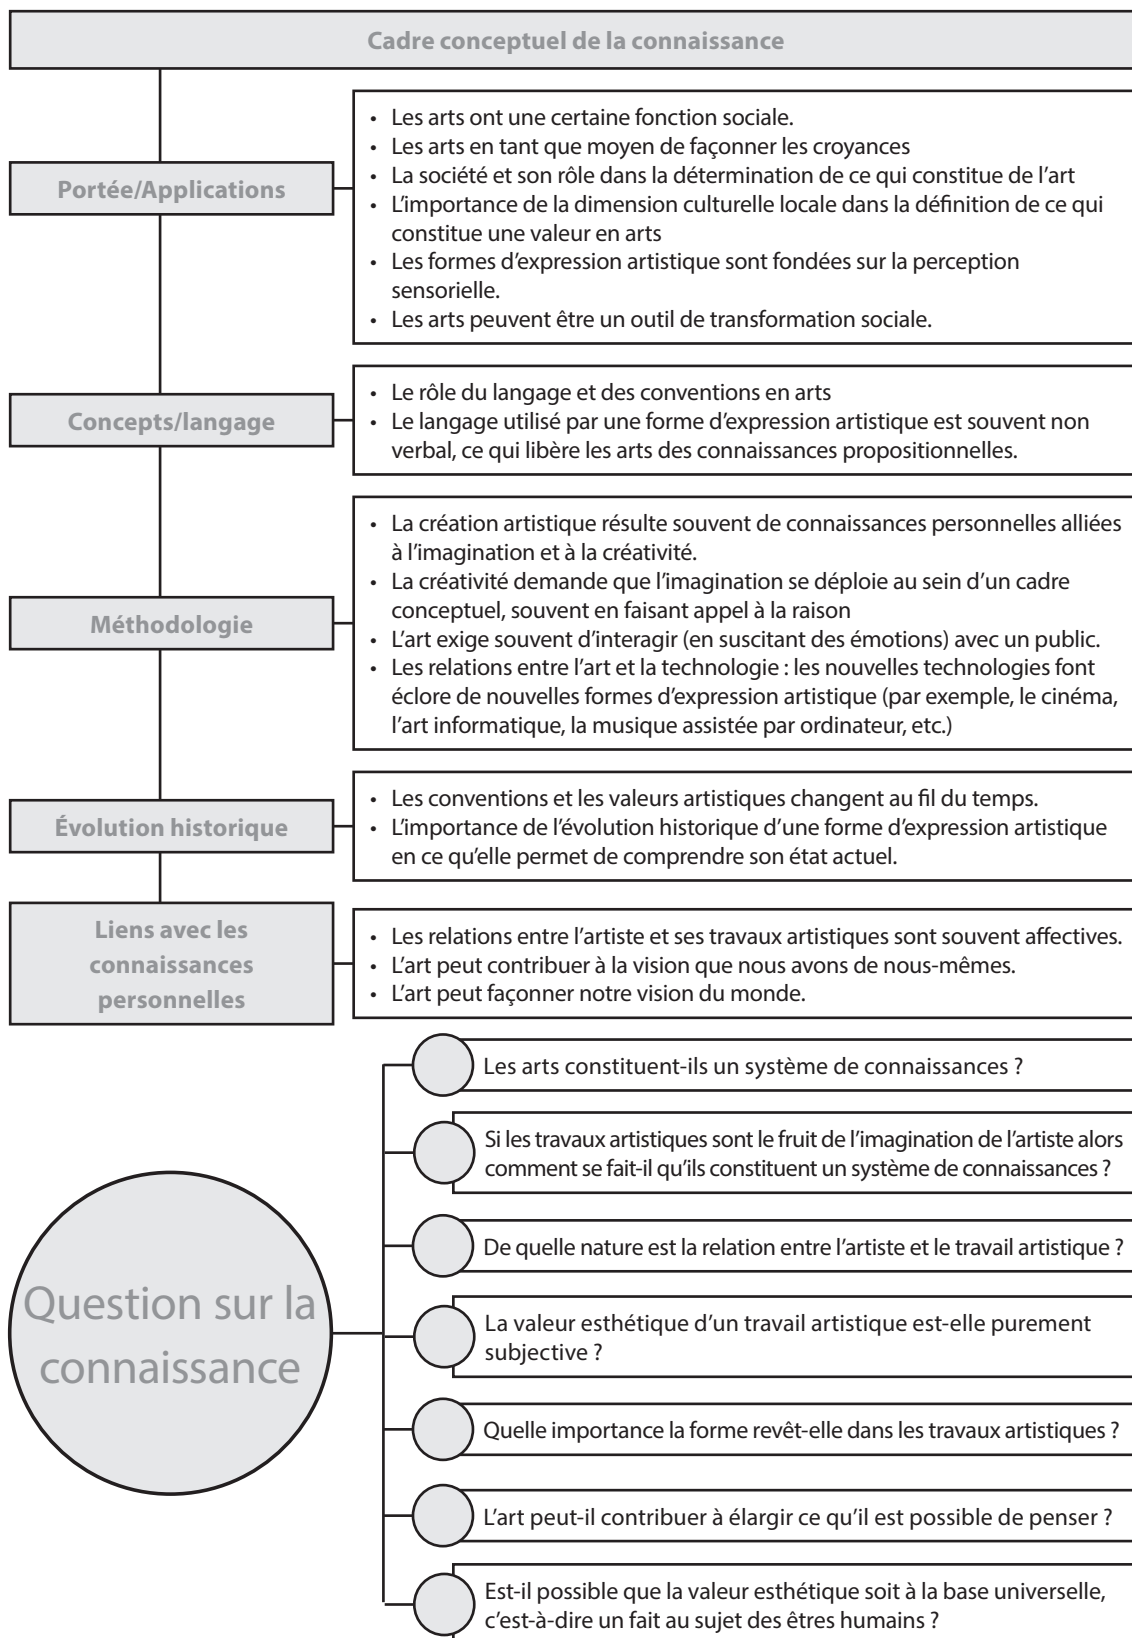 Cadre conceptuel de la connaissance
Portée/Applications
• Les arts ont une certaine fonction sociale.
• Les arts en tant que moyen de façonner les croyances
• La société et son rôle dans la détermination de ce qui constitue de l’art
• L’importance de la dimension culturelle locale dans la définition de ce qui
constitue une valeur en arts
• Les formes d’expression artistique sont fondées sur la perception
sensorielle.
• Les arts peuvent être un outil de transformation sociale.
Concepts/langage
• Le rôle du langage et des conventions en arts
• Le langage utilisé par une forme d’expression artistique est souvent non
verbal, ce qui libère les arts des connaissances propositionnelles.
Méthodologie
• La création artistique résulte souvent de connaissances personnelles alliées
à l’imagination et à la créativité.
• La créativité demande que l’imagination se déploie au sein d’un cadre
conceptuel, souvent en faisant appel à la raison
• L’art exige souvent d’interagir (en suscitant des émotions) avec un public.
• Les relations entre l’art et la technologie : les nouvelles technologies font
éclore de nouvelles formes d’expression artistique (par exemple, le cinéma,
l’art informatique, la musique assistée par ordinateur, etc.)
Évolution historique
• Les conventions et les valeurs artistiques changent au fil du temps.
• L’importance de l’évolution historique d’une forme d’expression artistique
en ce qu’elle permet de comprendre son état actuel.
Liens avec les
connaissances
personnelles
• Les relations entre l’artiste et ses travaux artistiques sont souvent affectives.
• L’art peut contribuer à la vision que nous avons de nous-mêmes.
• L’art peut façonner notre vision du monde.
Question sur la
connaissance
Les arts constituent-ils un système de connaissances ?
Si les travaux artistiques sont le fruit de l’imagination de l’artiste alors
comment se fait-il qu’ils constituent un système de connaissances ?
De quelle nature est la relation entre l’artiste et le travail artistique ?
La valeur esthétique d’un travail artistique est-elle purement
subjective ?
Quelle importance la forme revêt-elle dans les travaux artistiques ?
L’art peut-il contribuer à élargir ce qu’il est possible de penser ?
Est-il possible que la valeur esthétique soit à la base universelle,
c’est-à-dire un fait au sujet des êtres humains ?